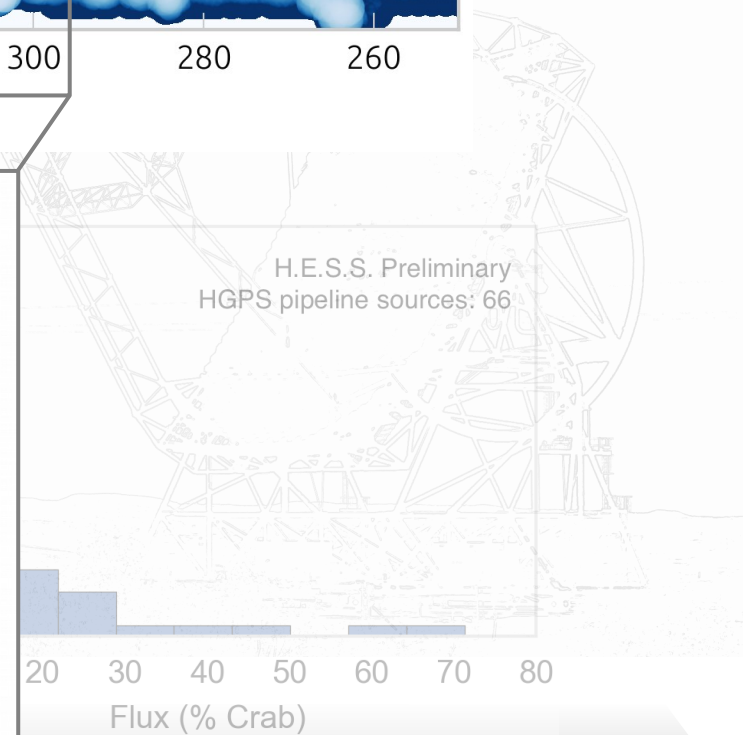 300 280 260
H.E.S.S. Preliminary
HGPS pipeline sources: 66
20 30 40 50 60 70 80
Flux (% Crab)